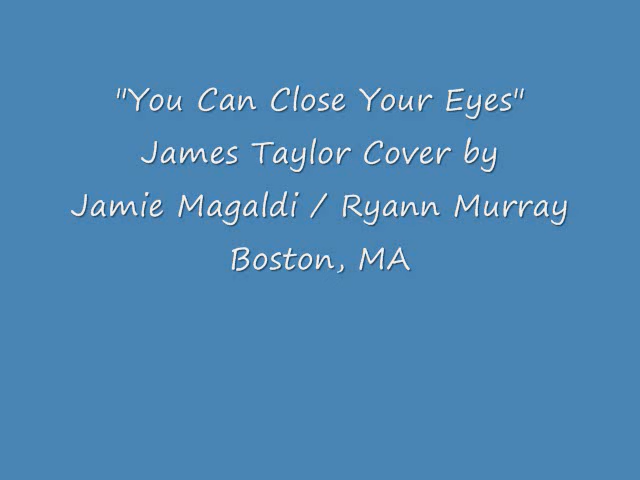 "You Can Close Your Eyes"
James Taylor Cover by
Jamie Magaldi / Ryann Murray
Boston, MA